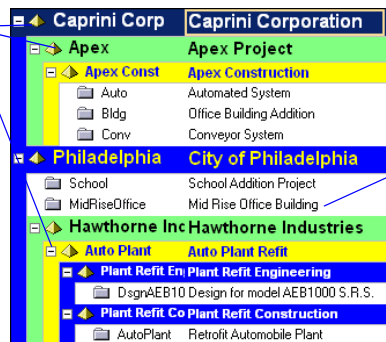 Caprini Corp Caprini Corporation
Apex Apex Project
Apex Const Apex Construction
Auto Automated System
Bldg Office Building Addition
Conv Conveyor System
Philadelphia City of Philadelphia
School School Addition Project
MidRiseOffice Mid Rise Office Building
Hawthorne Inc Hawthorne Industries
Auto Plant Auto Plant Refit
Plant Refit En Plant Refit Engineering
DsgnAEB10 Design for model AEB1000 S.R.S.
Plant Refit Co Plant Refit Construction
AutoPlant Retrofit Automobile Plant